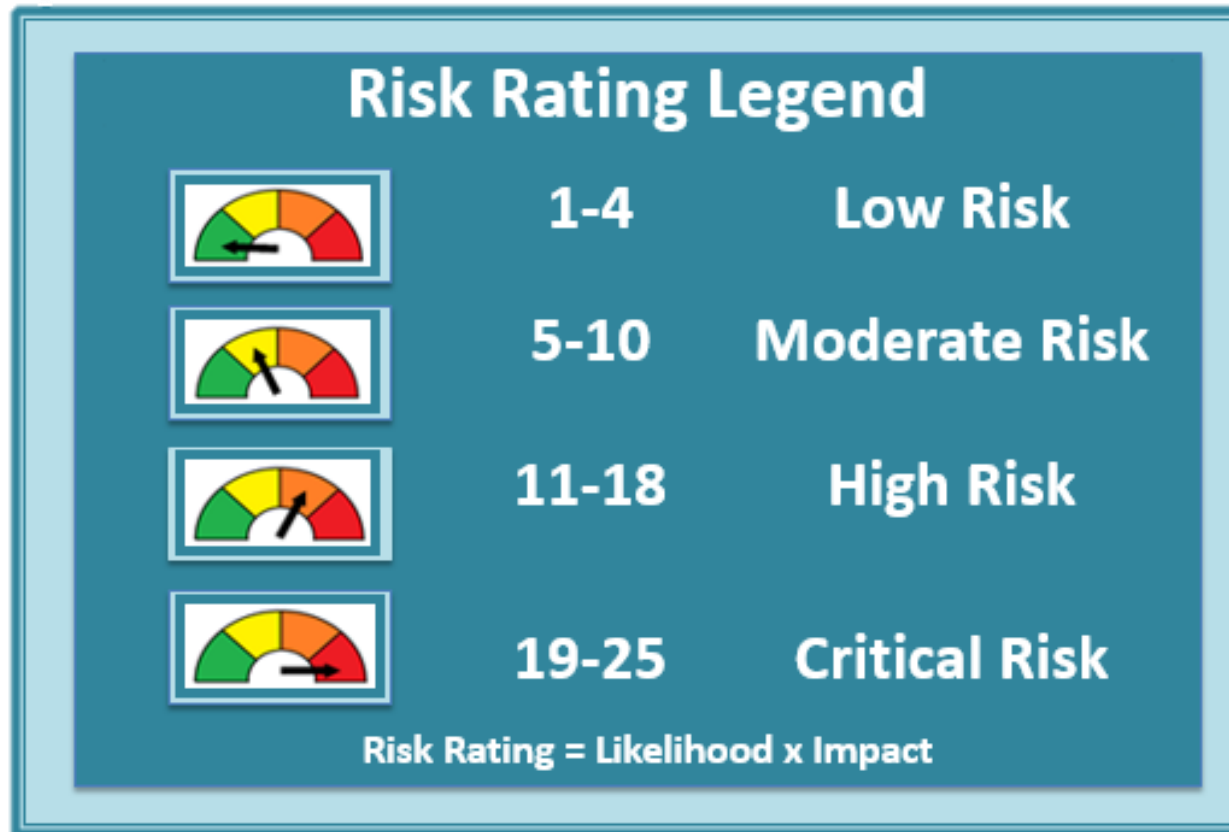 Risk Rating Legend
1-4 Low Risk
5-10 Moderate Risk
11-18 High Risk
19-25 Critical Risk
Risk Rating = Likelihood x Impact